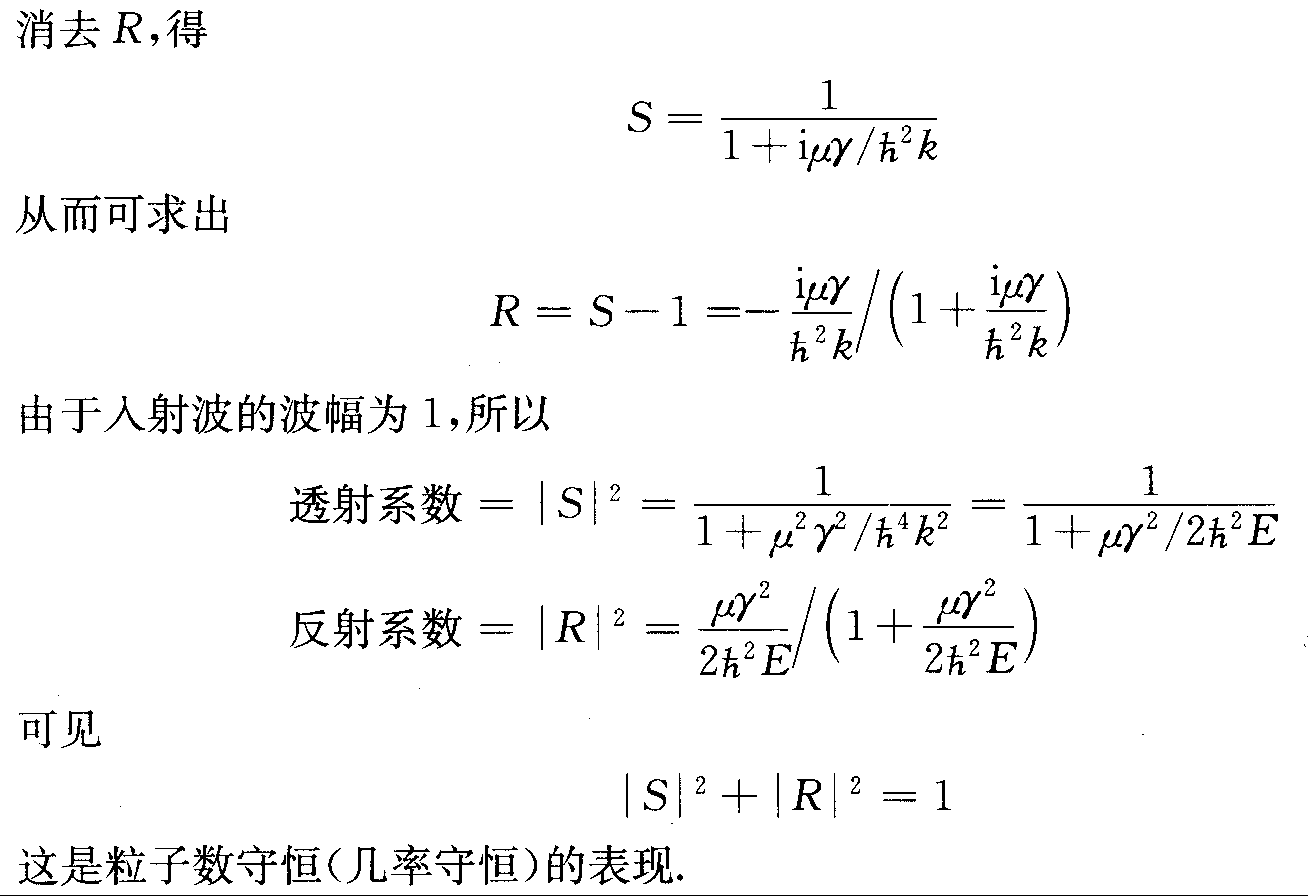 消去 R,得
S = 1 / (1 + iμγ/ħ²k)
从而可求出
R = S − 1 = − iμγ/ħ²k / (1 + iμγ/ħ²k)
由于入射波的波幅为 1,所以
透射系数 = |S|² = 1 / (1 + μ²γ²/ħ⁴k²) = 1 / (1 + μγ²/2ħ²E)
反射系数 = |R|² = μγ²/2ħ²E / (1 + μγ²/2ħ²E)
可见
|S|² + |R|² = 1
这是粒子数守恒(几率守恒)的表现.